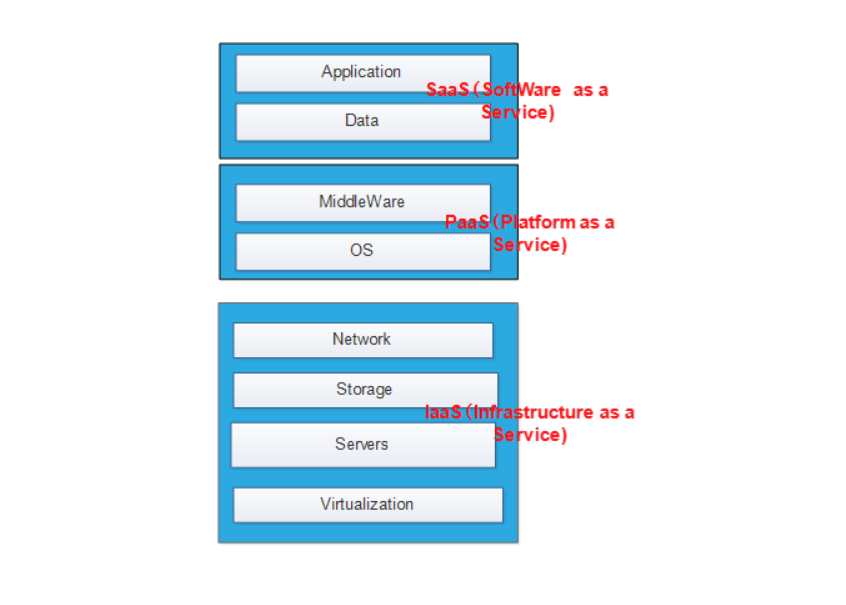 Application
SaaS(SoftWare as a
Service)
Data
MiddleWare
PaaS(Platform as a
Service)
OS
Network
Storage
IaaS(Infrastructure as a
Service)
Servers
Virtualization